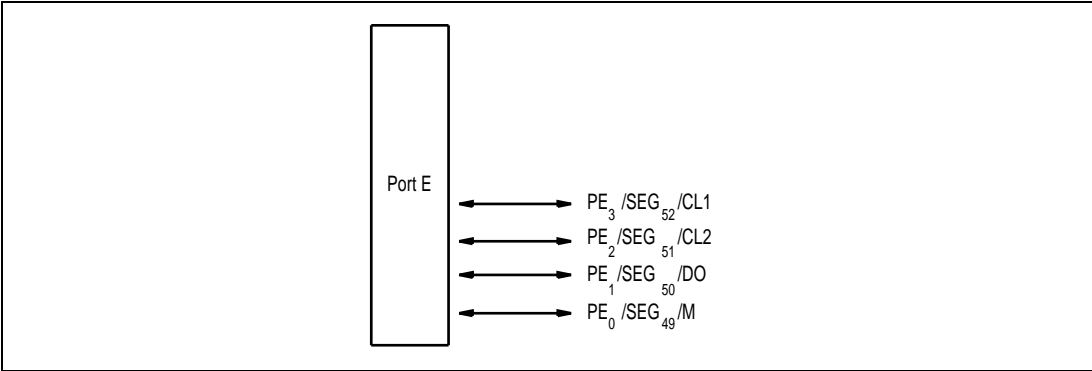 Port E
PE3/SEG52/CL1
PE2/SEG51/CL2
PE1/SEG50/DO
PE0/SEG49/M